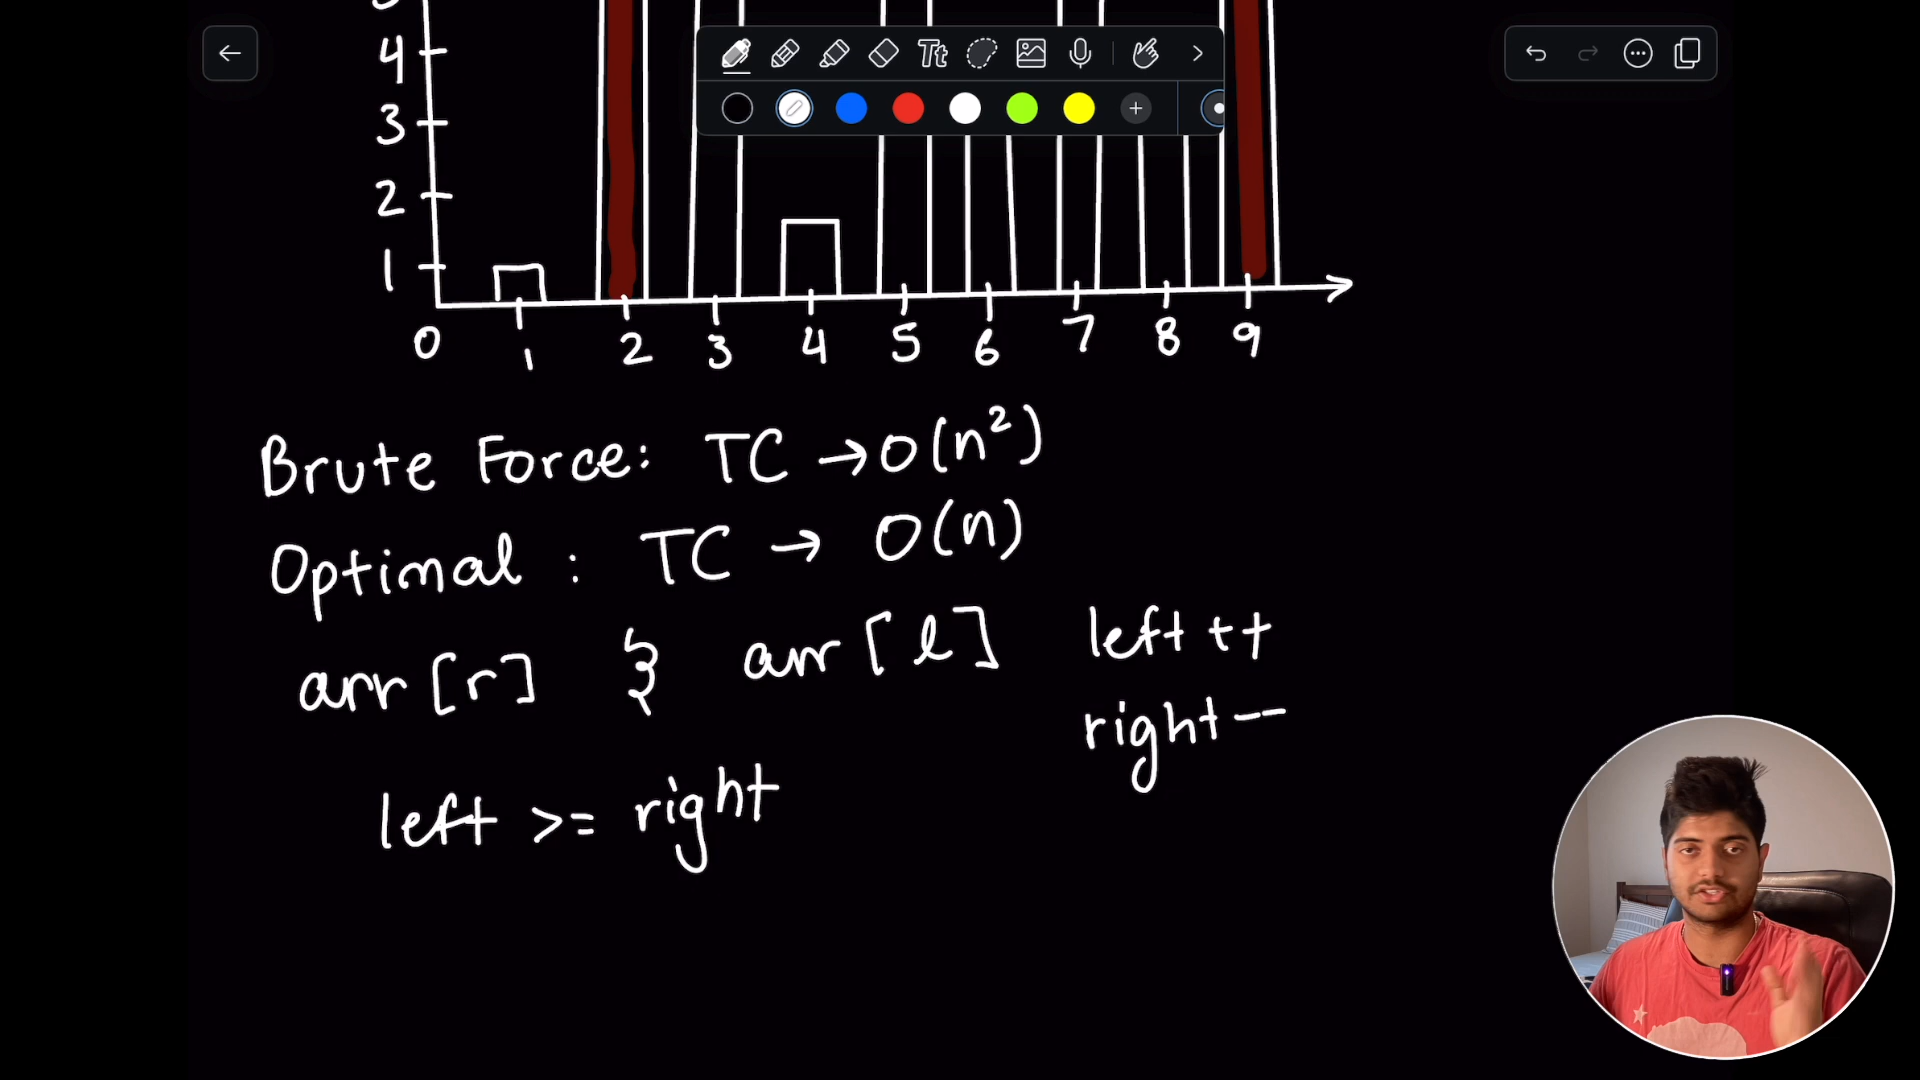 4
3
2
1
Tt
0 1 2 3 4 5 6 7 8 9
Brute Force: TC → O(n²)
Optimal : TC → O(n)
arr [r] } arr [l] left ++
right --
left >= right